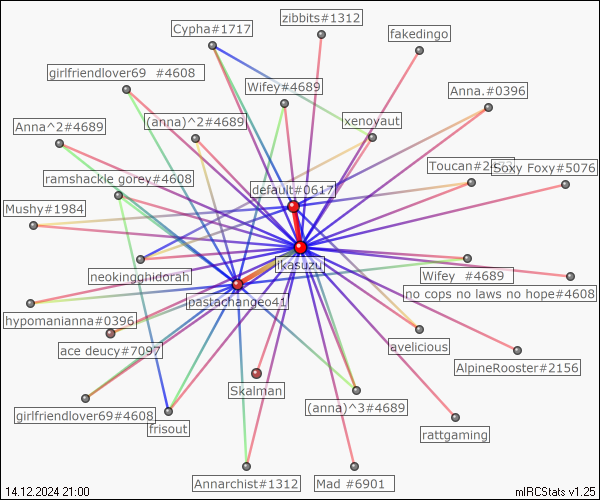 zibbits#1312
Cypha#1717
fakedingo
girlfriendlover69 #4608
Wifey#4689
Anna.#0396
Anna^2#4689
(anna)^2#4689
xenoyaut
Toucan#2
Soxy Foxy#5076
ramshackle gorey#4608
default#0617
Mushy#1984
ikasuzu
neokingghidorah
Wifey #4689
no cops no laws no hope#4608
pastachangeo41
hypomanianna#0396
avelicious
ace deucy#7097
AlpineRooster#2156
Skalman
(anna)^3#4689
girlfriendlover69#4608
frisout
rattgaming
Annarchist#1312
Mad #6901
14.12.2024 21:00
mIRCStats v1.25